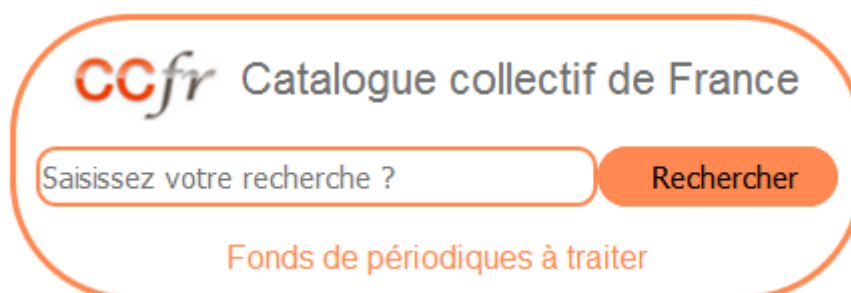 CCfr Catalogue collectif de France
Saisissez votre recherche ? Rechercher
Fonds de périodiques à traiter